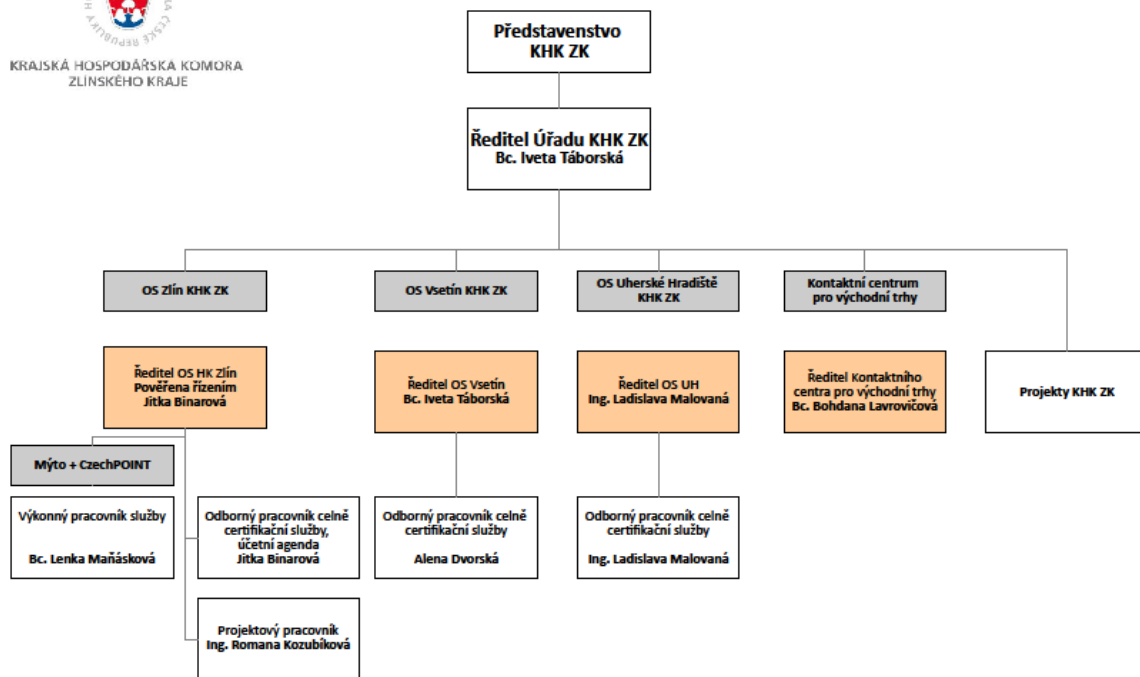 KRAJSKÁ HOSPODÁŘSKÁ KOMORA
ZLÍNSKÉHO KRAJE
Představenstvo
KHK ZK
Ředitel Úřadu KHK ZK
Bc. Iveta Táborská
OS Zlín KHK ZK
OS Vsetín KHK ZK
OS Uherské Hradiště
KHK ZK
Kontaktní centrum
pro východní trhy
Ředitel OS HK Zlín
Pověřena řízením
Jitka Binarová
Ředitel OS Vsetín
Bc. Iveta Táborská
Ředitel OS UH
Ing. Ladislava Malovaná
Ředitel Kontaktního
centra pro východní trhy
Bc. Bohdana Lavrovičová
Projekty KHK ZK
Mýto + CzechPOINT
Výkonný pracovník služby
Bc. Lenka Maňásková
Odborný pracovník celně
certifikační služby,
účetní agenda
Jitka Binarová
Odborný pracovník celně
certifikační služby
Alena Dvorská
Odborný pracovník celně
certifikační služby
Ing. Ladislava Malovaná
Projektový pracovník
Ing. Romana Kozubíková